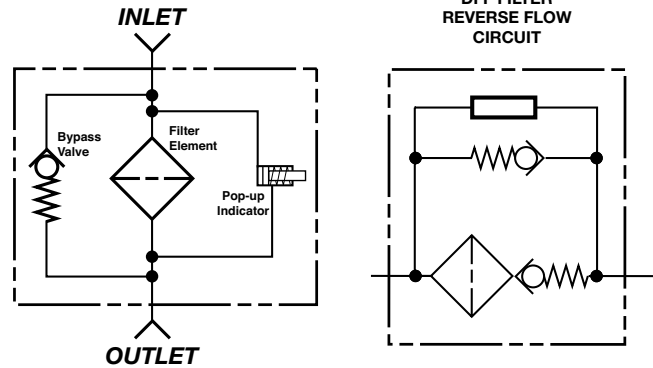 INLET
Bypass
Valve
Filter
Element
Pop-up
Indicator
OUTLET
REVERSE FLOW
CIRCUIT